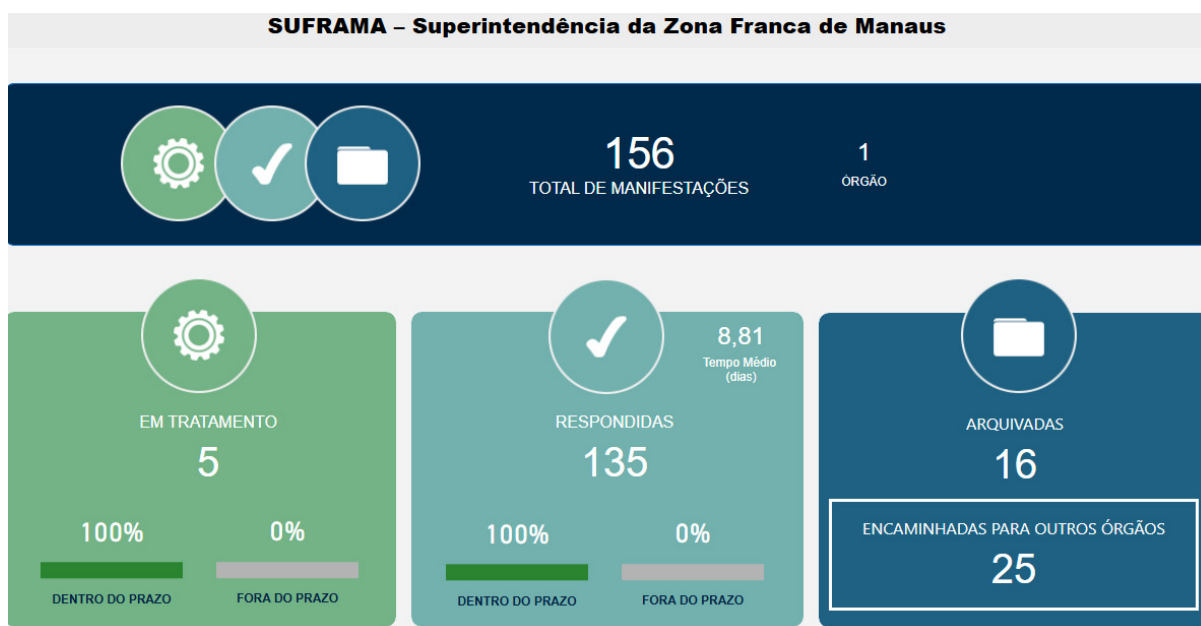 SUFRAMA – Superintendência da Zona Franca de Manaus
156
TOTAL DE MANIFESTAÇÕES
1
ÓRGÃO
EM TRATAMENTO
5
100%
DENTRO DO PRAZO
0%
FORA DO PRAZO
8,81
Tempo Médio
(dias)
RESPONDIDAS
135
100%
DENTRO DO PRAZO
0%
FORA DO PRAZO
ARQUIVADAS
16
ENCAMINHADAS PARA OUTROS ÓRGÃOS
25